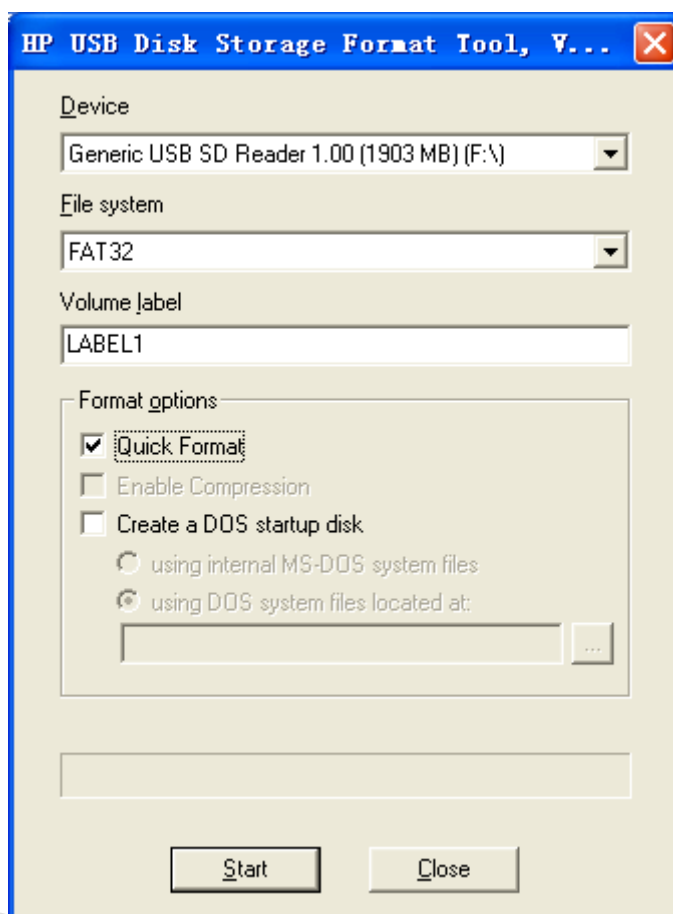 HP USB Disk Storage Format Tool, V...
Device
Generic USB SD Reader 1.00 (1903 MB) (F:\)
File system
FAT32
Volume label
LABEL1
Format options
Quick Format
Enable Compression
Create a DOS startup disk
using internal MS-DOS system files
using DOS system files located at:
...
Start Close